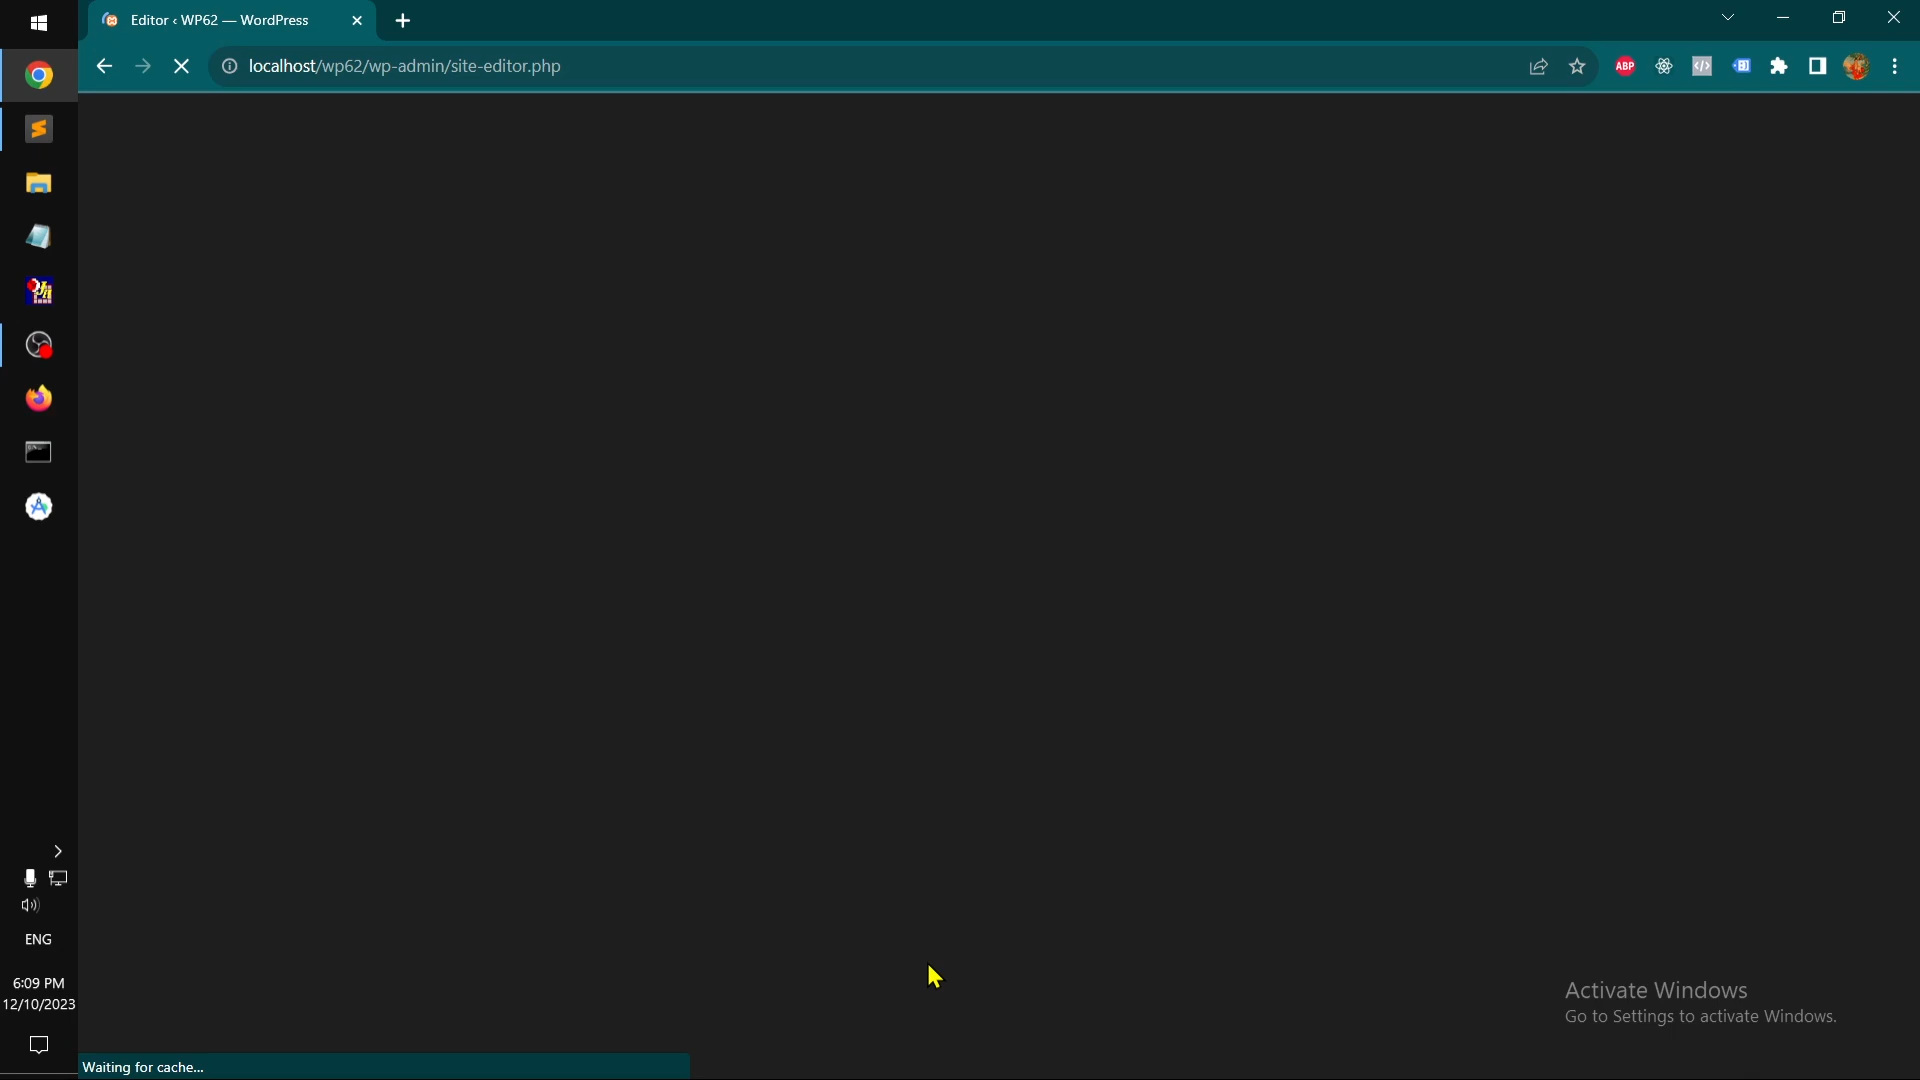 Editor ‹ WP62 — WordPress
localhost/wp62/wp-admin/site-editor.php
ABP
ENG
6:09 PM
12/10/2023
Activate Windows
Go to Settings to activate Windows.
Waiting for cache...